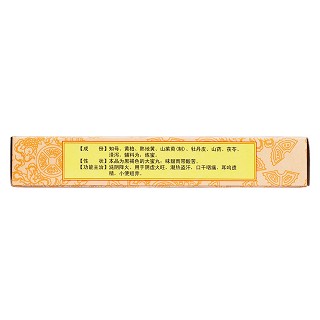 【成　　份】知母、黄柏、熟地黄、山茱萸(制)、牡丹皮、山药、茯苓、
泽泻。辅料为：炼蜜。
【性　　状】本品为黑褐色的大蜜丸；味甜而带酸苦。
【功能主治】滋阴降火。用于阴虚火旺，潮热盗汗，口干咽痛，耳鸣遗
精，小便短赤。